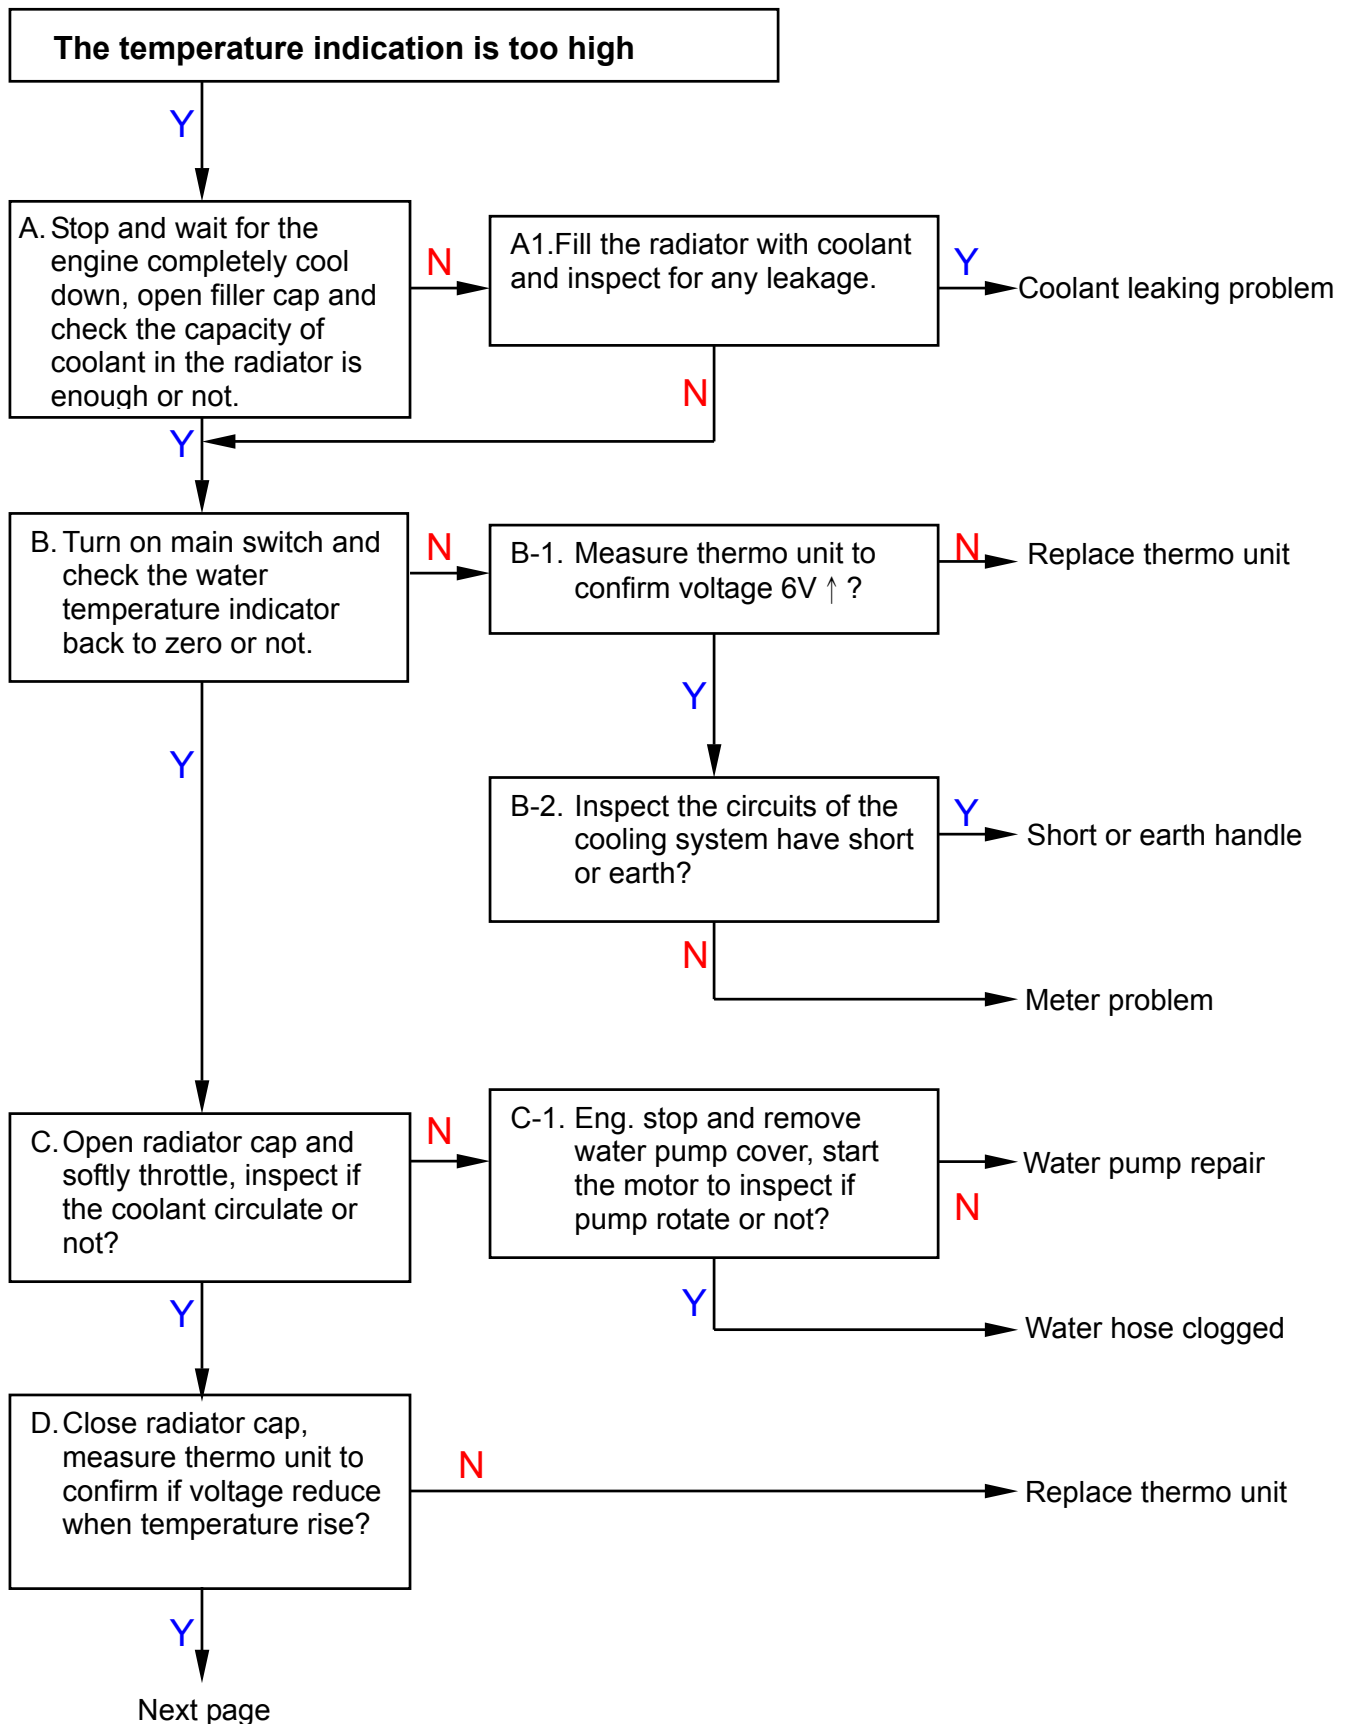 The temperature indication is too high
Y
A. Stop and wait for the
engine completely cool
down, open filler cap and
check the capacity of
coolant in the radiator is
enough or not.
N
A1.Fill the radiator with coolant
and inspect for any leakage.
Y
Coolant leaking problem
N
Y
B. Turn on main switch and
check the water
temperature indicator
back to zero or not.
N
B-1. Measure thermo unit to
confirm voltage 6V ↑ ?
N
Replace thermo unit
Y
Y
B-2. Inspect the circuits of the
cooling system have short
or earth?
Y
Short or earth handle
N
Meter problem
C. Open radiator cap and
softly throttle, inspect if
the coolant circulate or
not?
N
C-1. Eng. stop and remove
water pump cover, start
the motor to inspect if
pump rotate or not?
Water pump repair
N
Y
Water hose clogged
Y
D. Close radiator cap,
measure thermo unit to
confirm if voltage reduce
when temperature rise?
N
Replace thermo unit
Y
Next page